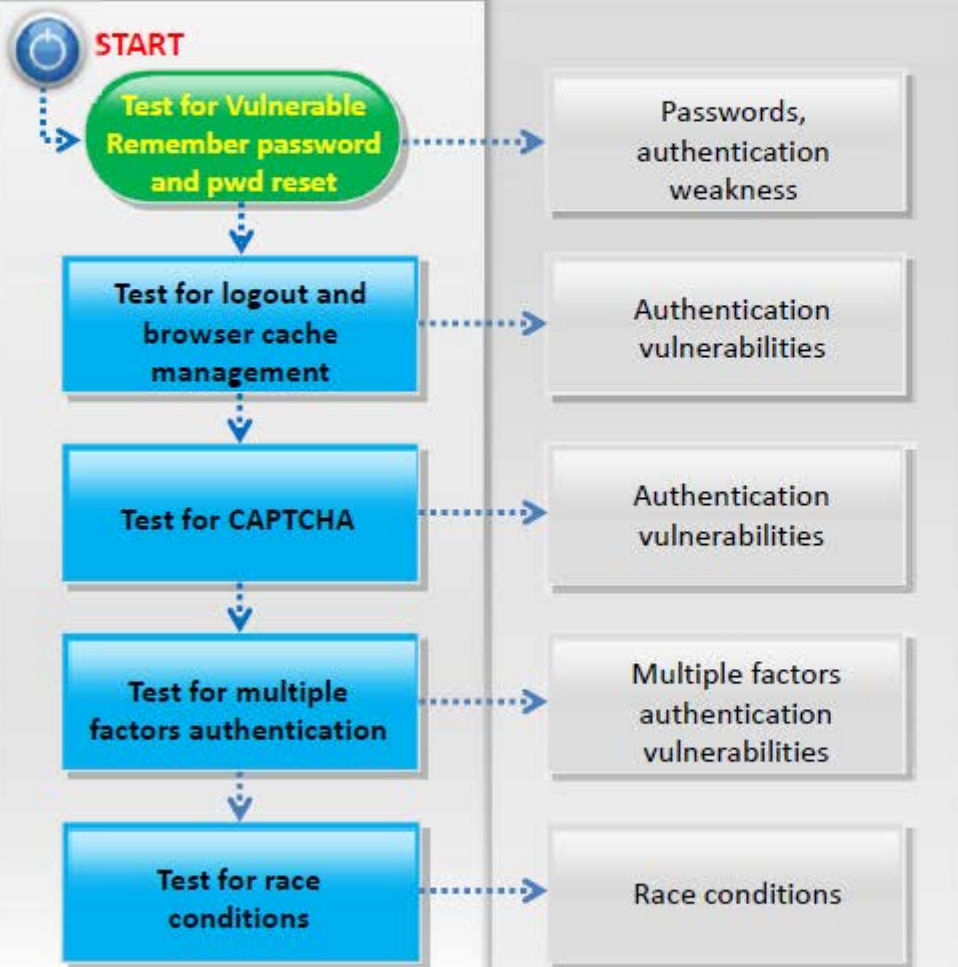 START
Test for Vulnerable
Remember password
and pwd reset
Passwords,
authentication
weakness
Test for logout and
browser cache
management
Authentication
vulnerabilities
Test for CAPTCHA
Authentication
vulnerabilities
Test for multiple
factors authentication
Multiple factors
authentication
vulnerabilities
Test for race
conditions
Race conditions